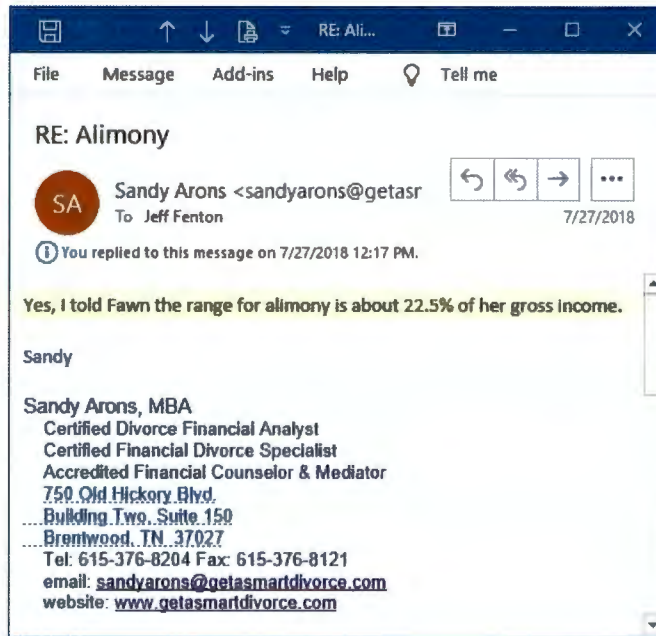 RE: Ali...
File Message Add-ins Help Tell me
RE: Alimony
SA
Sandy Arons <sandyarons@getasr
To Jeff Fenton
7/27/2018
You replied to this message on 7/27/2018 12:17 PM.
Yes, I told Fawn the range for alimony is about 22.5% of her gross income.
Sandy
Sandy Arons, MBA
Certified Divorce Financial Analyst
Certified Financial Divorce Specialist
Accredited Financial Counselor & Mediator
750 Old Hickory Blvd.
Building Two, Suite 150
Brentwood, TN 37027
Tel: 615-376-8204 Fax: 615-376-8121
email: sandyarons@getasmartdivorce.com
website: www.getasmartdivorce.com